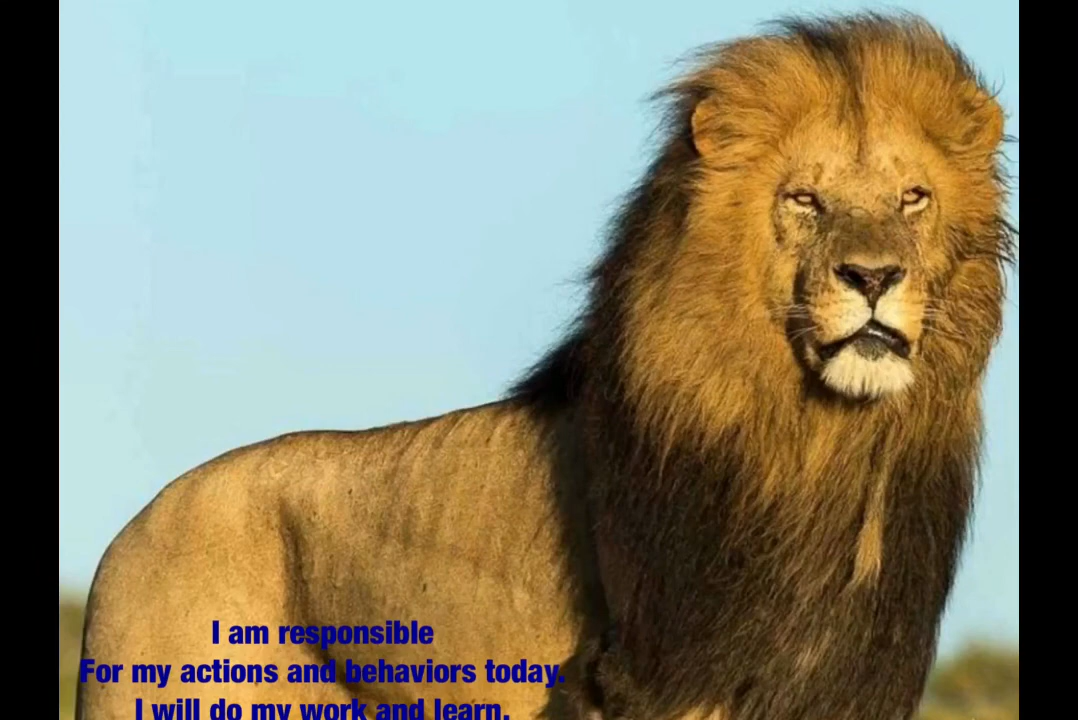 I am responsible
For my actions and behaviors today.
I will do my work and learn.